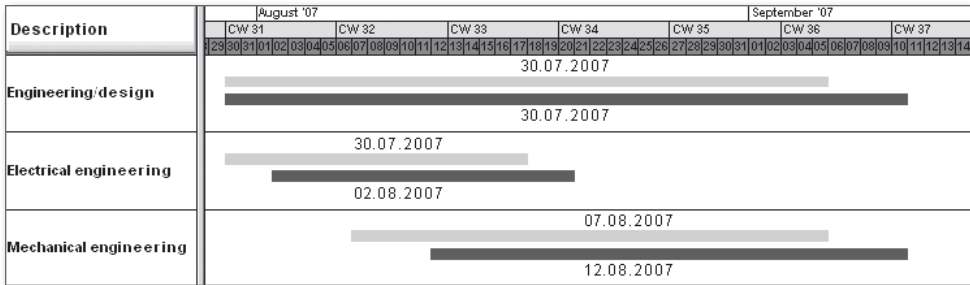 August '07 September '07
Description
CW 31 CW 32 CW 33 CW 34 CW 35 CW 36 CW 37
29 30 31 01 02 03 04 05 06 07 08 09 10 11 12 13 14 15 16 17 18 19 20 21 22 23 24 25 26 27 28 29 30 31 01 02 03 04 05 06 07 08 09 10 11 12 13 14
30.07.2007
Engineering/design
30.07.2007
30.07.2007
Electrical engineering
02.08.2007
07.08.2007
Mechanical engineering
12.08.2007